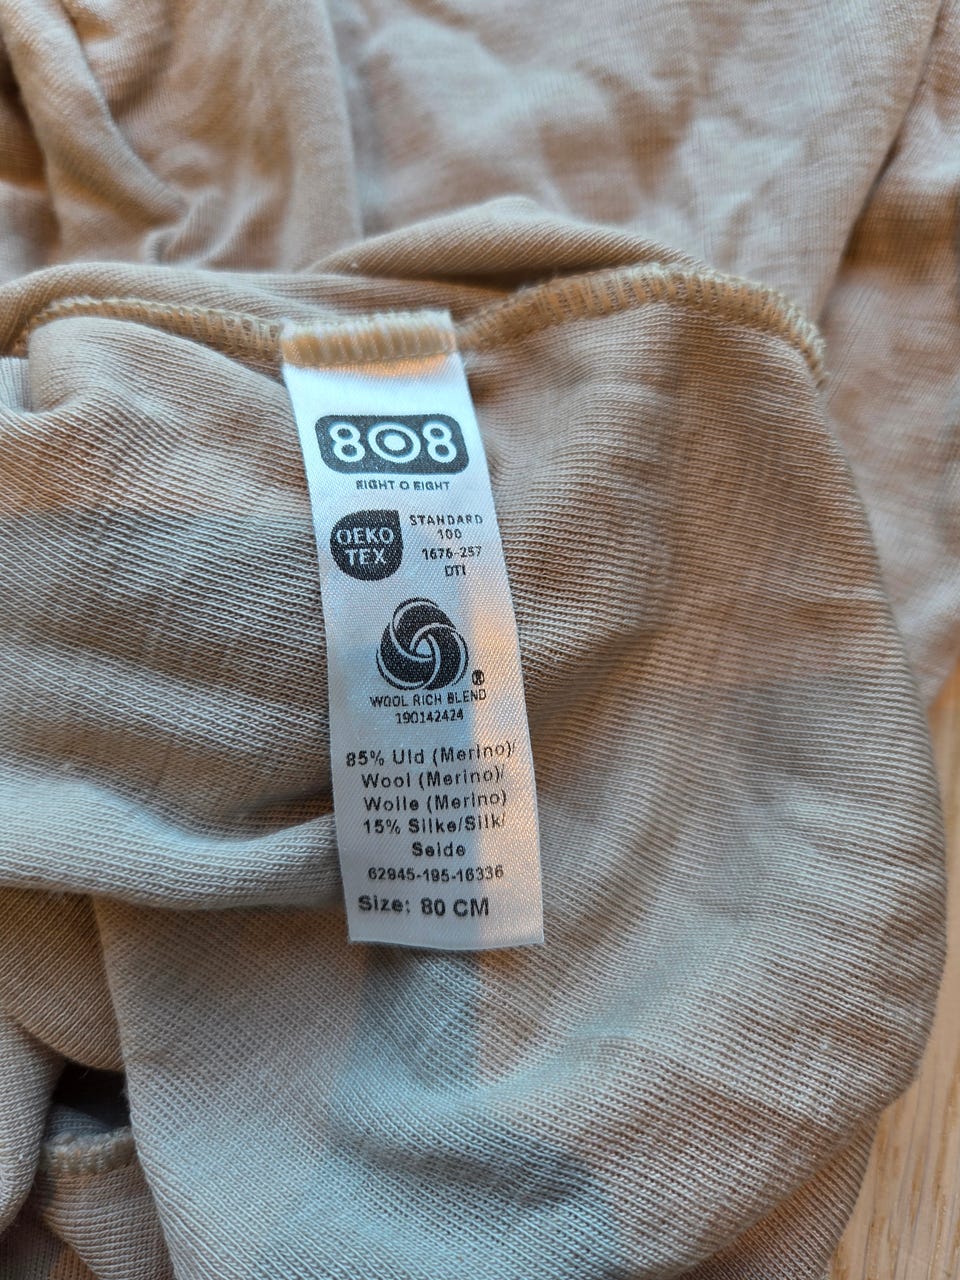 808
EIGHT O EIGHT
OEKO
TEX
STANDARD
100
1676-257
DTI
®
WOOL RICH BLEND
190142424
85% Uld (Merino)/
Wool (Merino)/
Wolle (Merino)
15% Silke/Silk/
Seide
62945-195-16336
Size: 80 CM